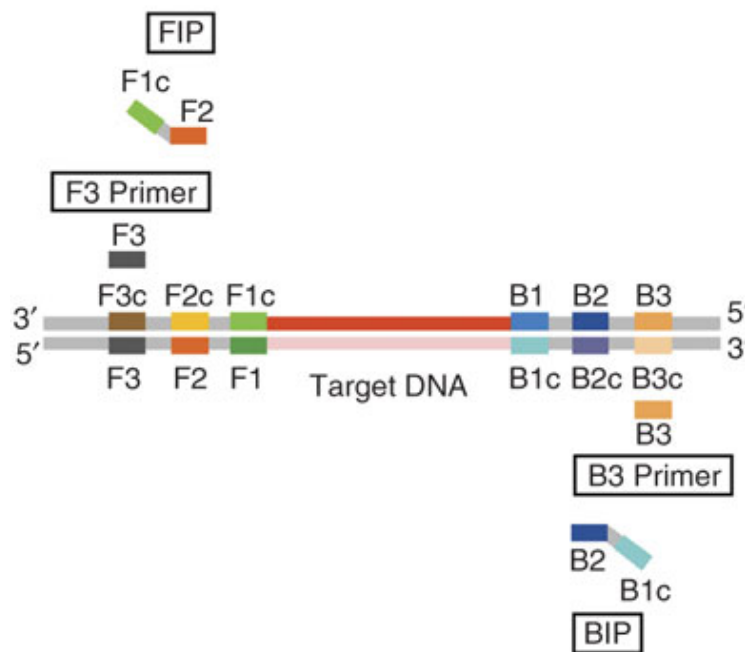 FIP
F1c
F2
F3 Primer
F3
F3c F2c F1c B1 B2 B3
3′ 5′
5′ 3′
F3 F2 F1 Target DNA B1c B2c B3c
B3
B3 Primer
B2
B1c
BIP